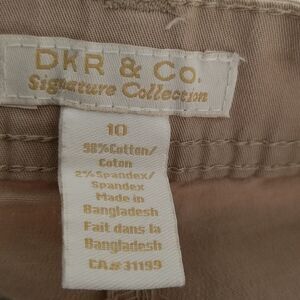 DKR & Co.
Signature Collection
10
98%Cotton/
Coton
2%Spandex/
Spandex
Made in
Bangladesh
Fait dans la
Bangladesh
CA#31199